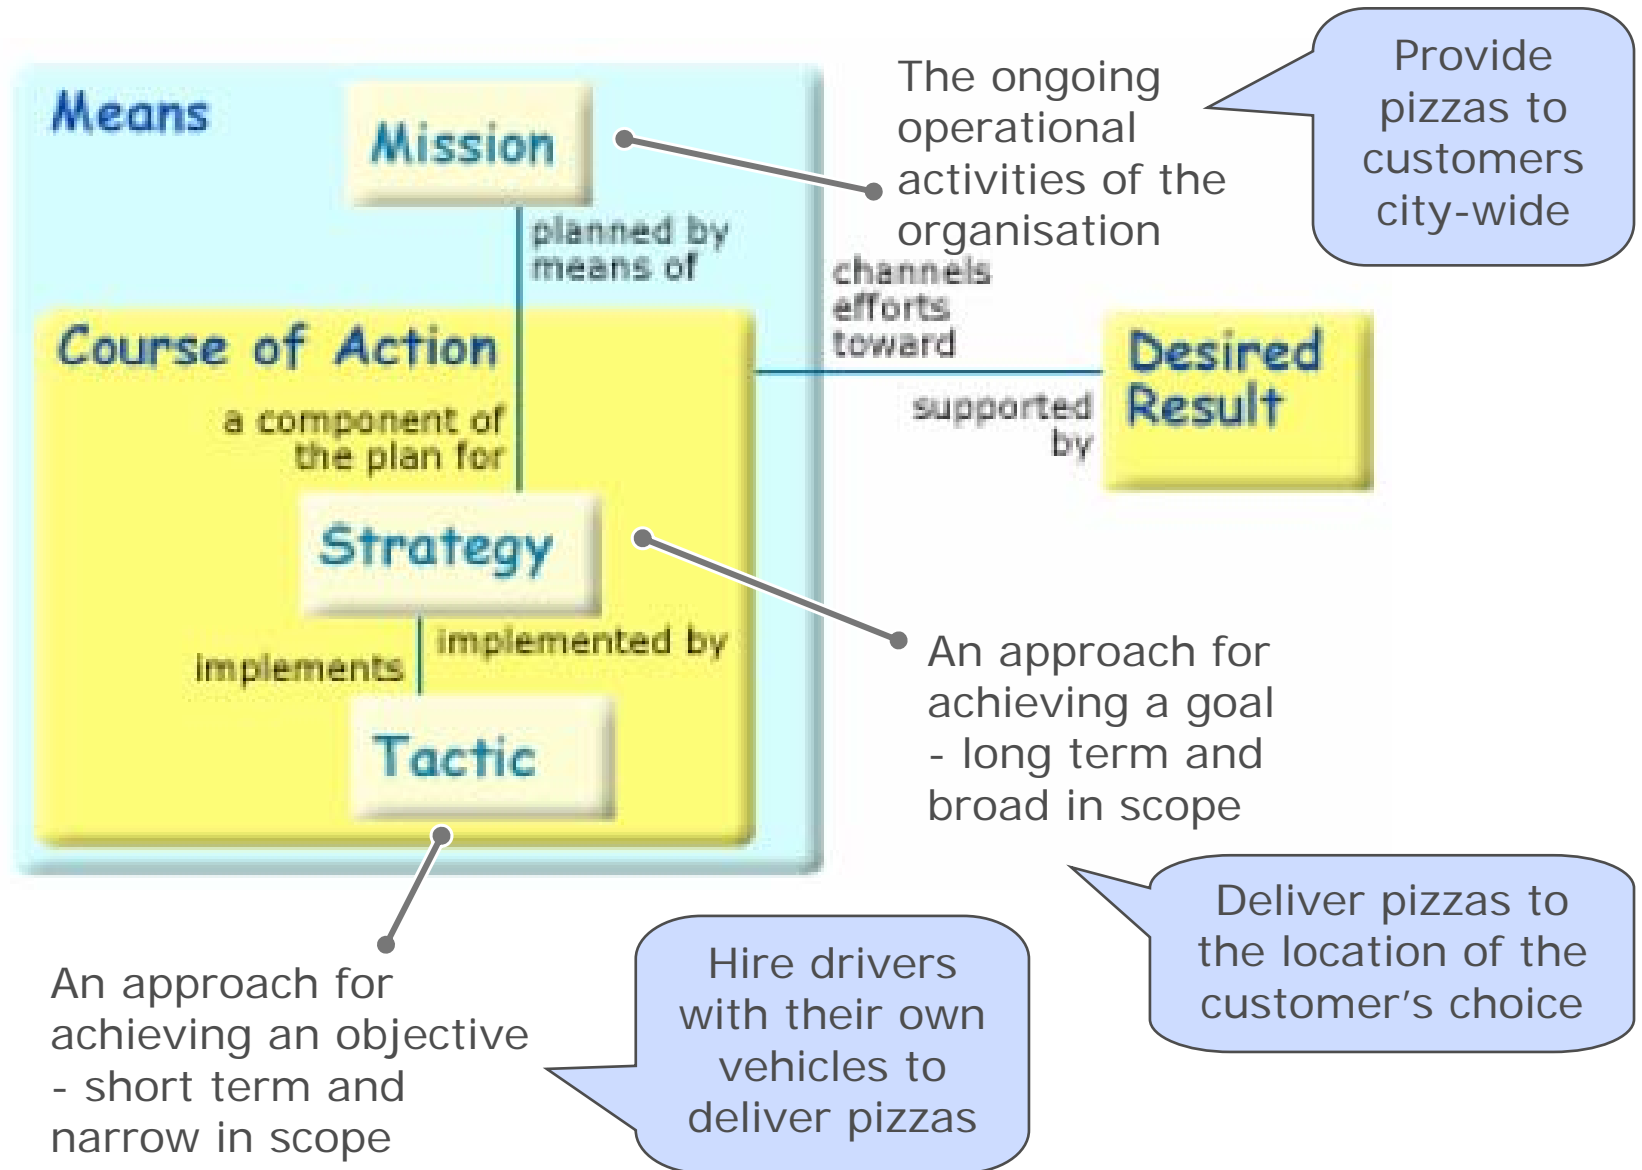 Means
Mission
The ongoing
operational
activities of the
organisation
Provide
pizzas to
customers
city-wide
planned by
means of
channels
efforts
toward
Course of Action
Desired
Result
a component of
the plan for
supported
by
Strategy
implements
implemented by
An approach for
achieving a goal
- long term and
broad in scope
Tactic
Deliver pizzas to
the location of the
customer's choice
An approach for
achieving an objective
- short term and
narrow in scope
Hire drivers
with their own
vehicles to
deliver pizzas